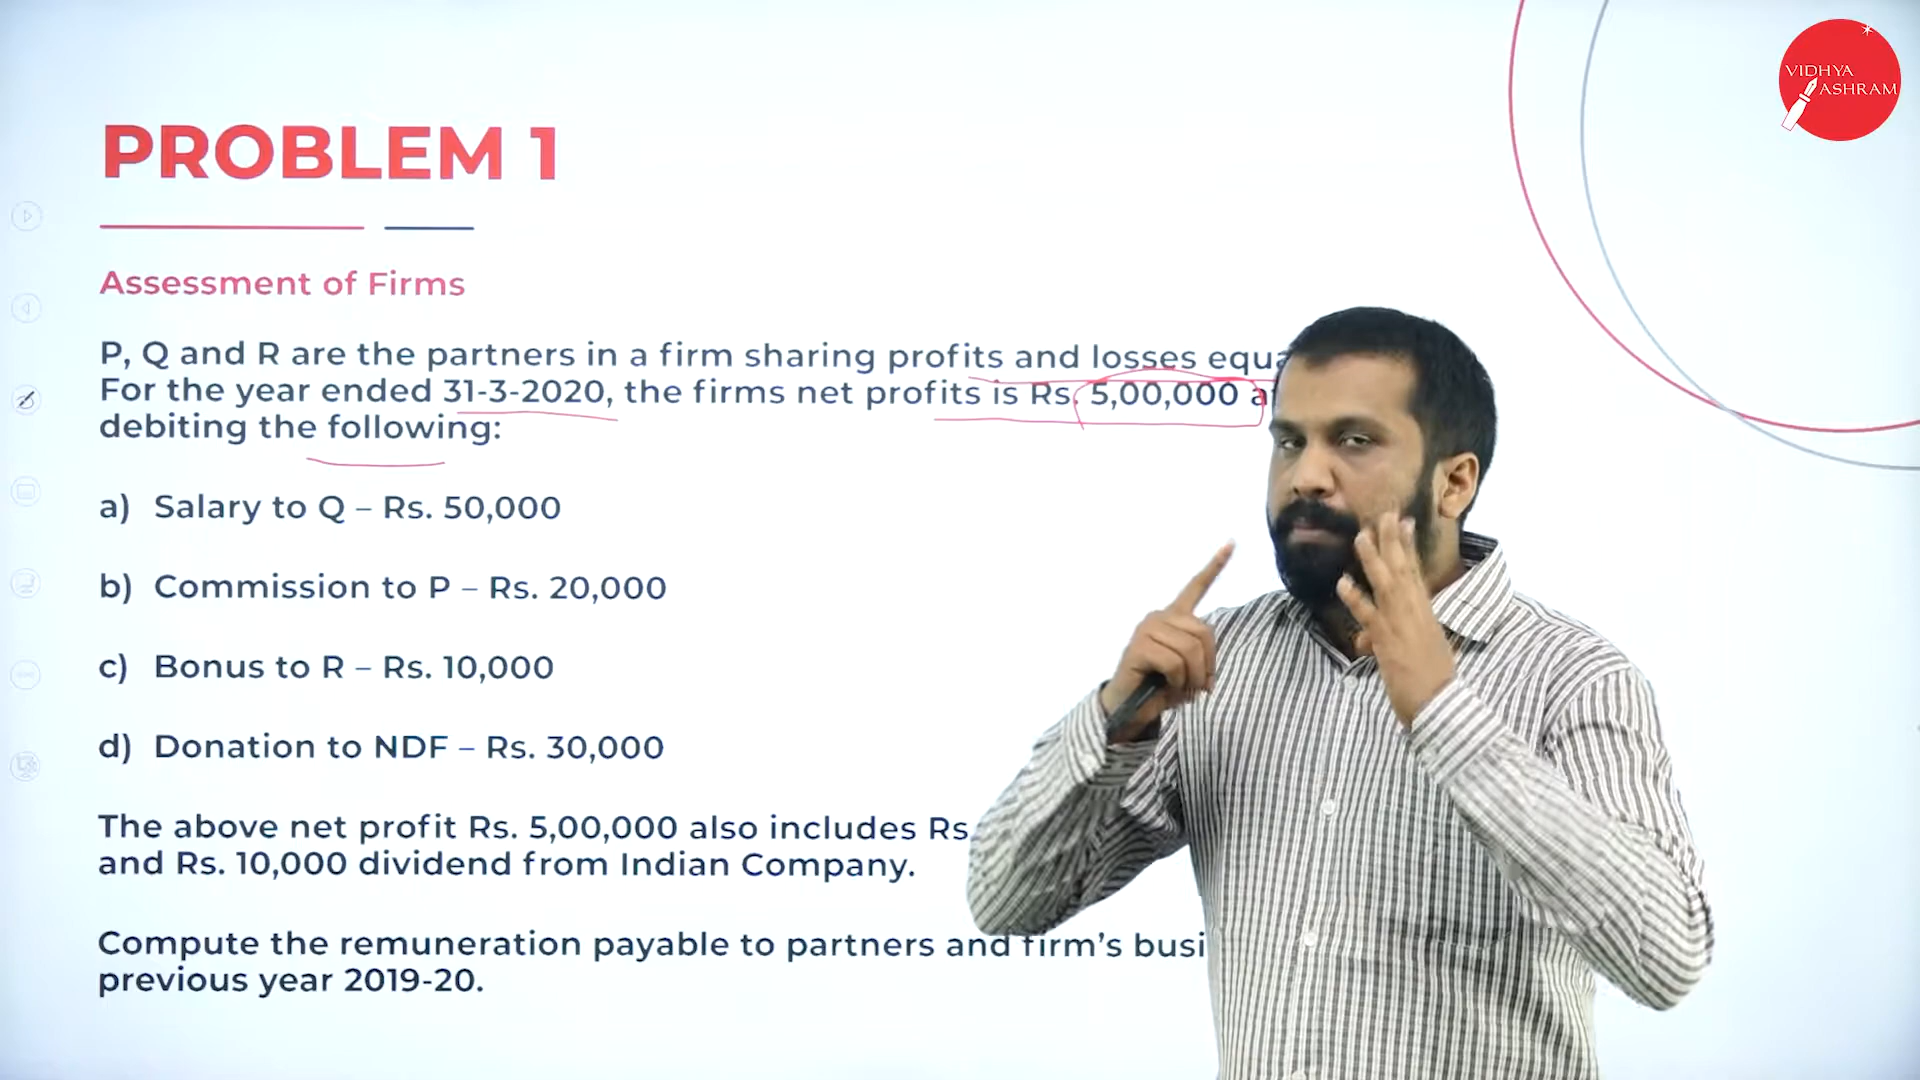 VIDHYA
ASHRAM
PROBLEM 1
Assessment of Firms
P, Q and R are the partners in a firm sharing profits and losses
For the year ended 31-3-2020, the firms net profits is Rs. 5,00,000
debiting the following:
a) Salary to Q – Rs. 50,000
b) Commission to P – Rs. 20,000
c) Bonus to R – Rs. 10,000
d) Donation to NDF – Rs. 30,000
The above net profit Rs. 5,00,000 also includes Rs
and Rs. 10,000 dividend from Indian Company.
Compute the remuneration payable to partners and firm's
previous year 2019-20.